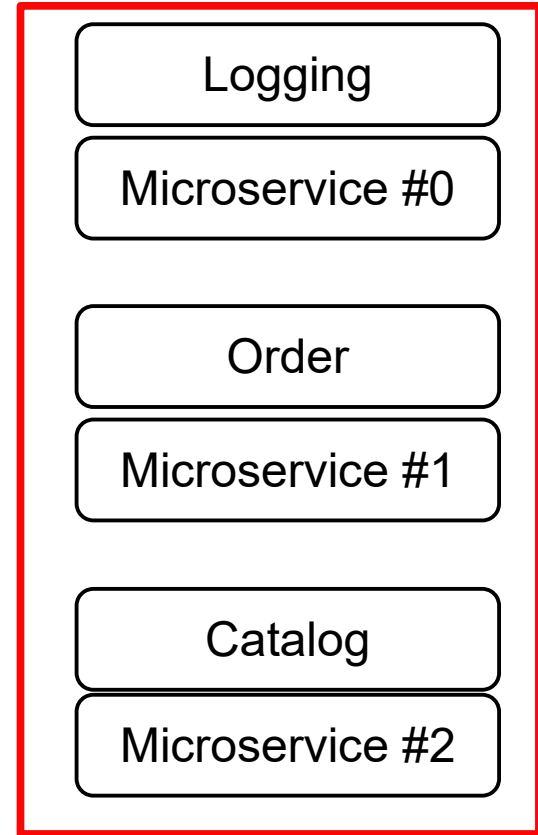 Logging
Microservice #0
Order
Microservice #1
Catalog
Microservice #2